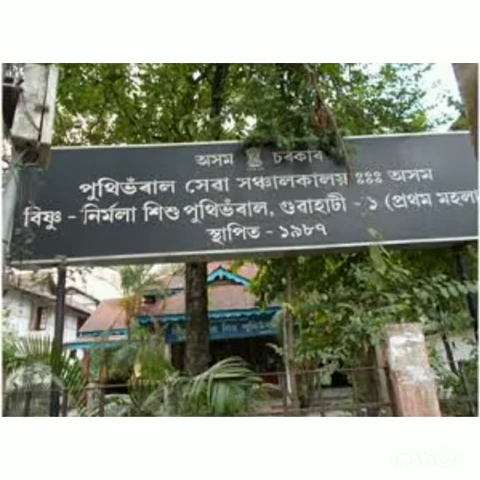 অসম চৰকাৰ
পুথিভঁৰাল সেৱা সঞ্চালকালয় ঃঃঃ অসম
বিষ্ণু - নিৰ্মলা শিশু পুথিভঁৰাল, গুৱাহাটী - ১ (প্ৰথম মহলা
স্থাপিত - ১৯৮৭